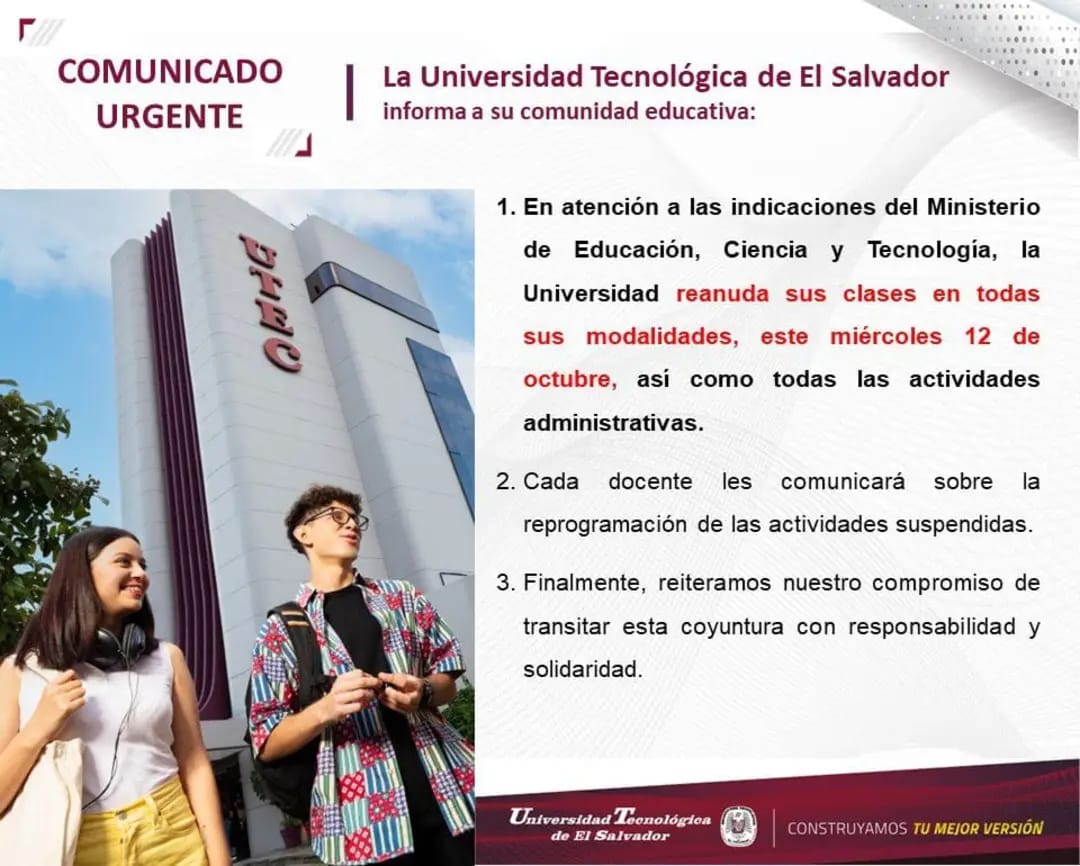 COMUNICADO
URGENTE
La Universidad Tecnológica de El Salvador
informa a su comunidad educativa:
UTEC
1. En atención a las indicaciones del Ministerio
de Educación, Ciencia y Tecnología, la
Universidad reanuda sus clases en todas
sus modalidades, este miércoles 12 de
octubre, así como todas las actividades
administrativas.
2. Cada docente les comunicará sobre la
reprogramación de las actividades suspendidas.
3. Finalmente, reiteramos nuestro compromiso de
transitar esta coyuntura con responsabilidad y
solidaridad.
Universidad Tecnológica
de El Salvador
CONSTRUYAMOS TU MEJOR VERSIÓN